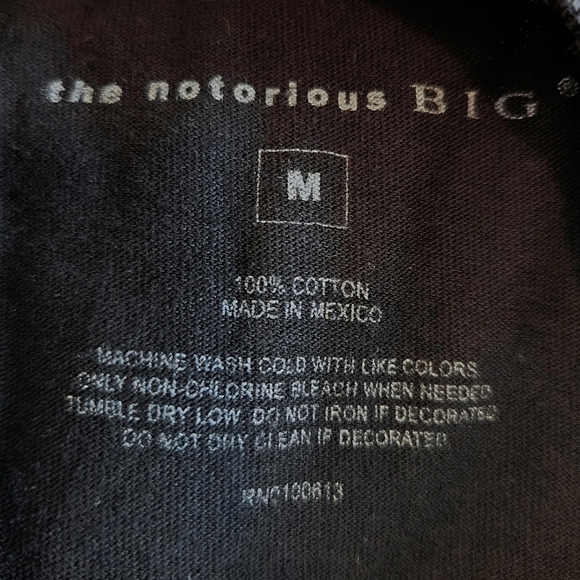 the notorious BIG®
M
100% COTTON
MADE IN MEXICO
MACHINE WASH COLD WITH LIKE COLORS
ONLY NON-CHLORINE BLEACH WHEN NEEDED
TUMBLE DRY LOW. DO NOT IRON IF DECORATED
DO NOT DRY CLEAN IF DECORATED
RN0100613